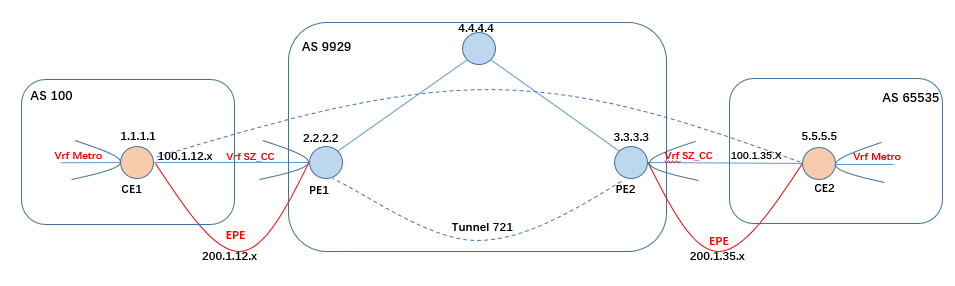 4.4.4.4
AS 9929
AS 100
AS 65535
1.1.1.1
2.2.2.2
3.3.3.3
5.5.5.5
Vrf Metro
100.1.12.x
Vrf SZ_CC
Vrf SZ_CC
100.1.35.X
Vrf Metro
CE1
PE1
PE2
CE2
Tunnel 721
EPE
EPE
200.1.12.x
200.1.35.x